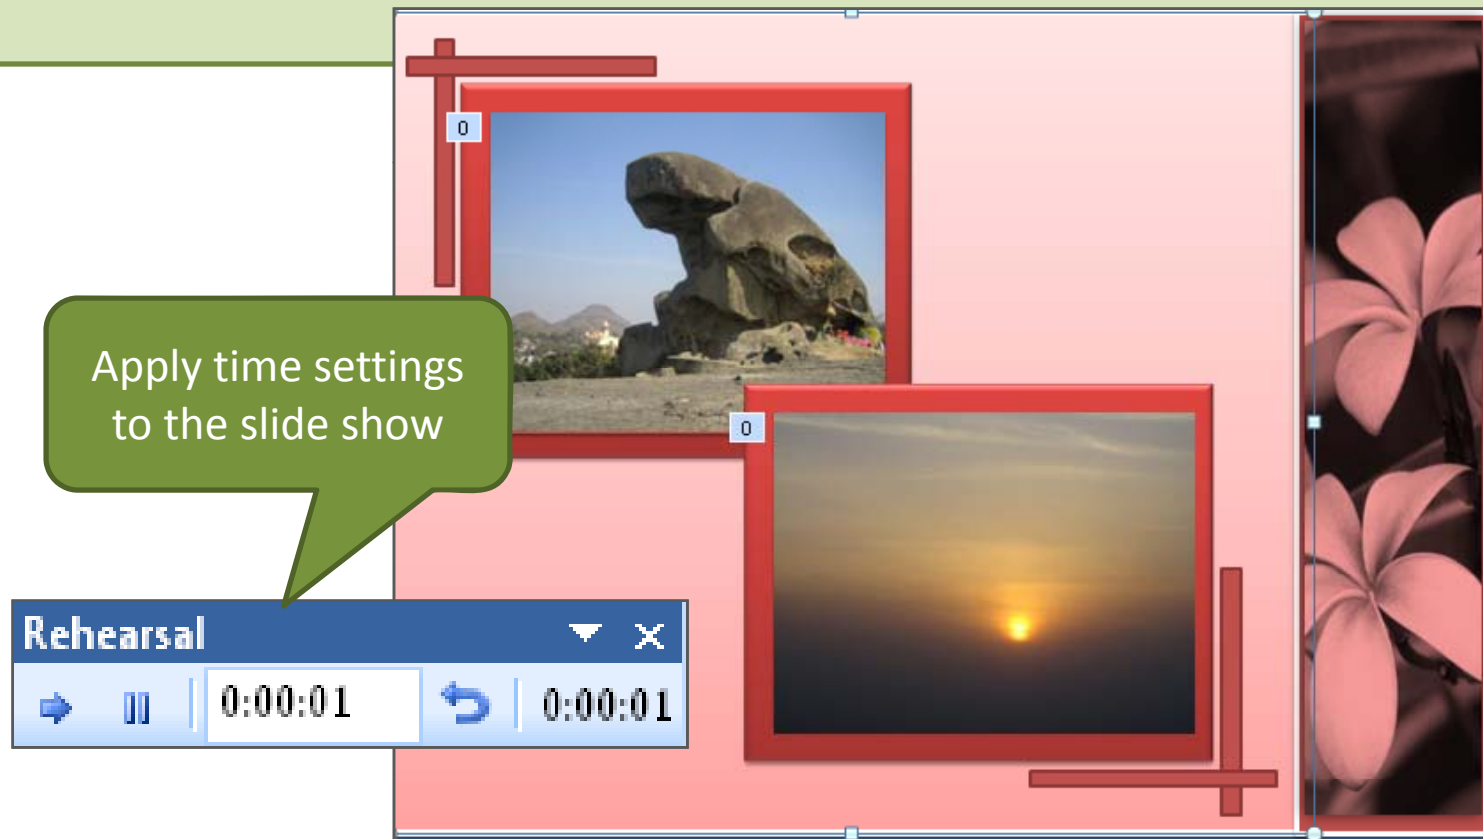 0
Apply time settings
to the slide show
0
Rehearsal
0:00:01 0:00:01